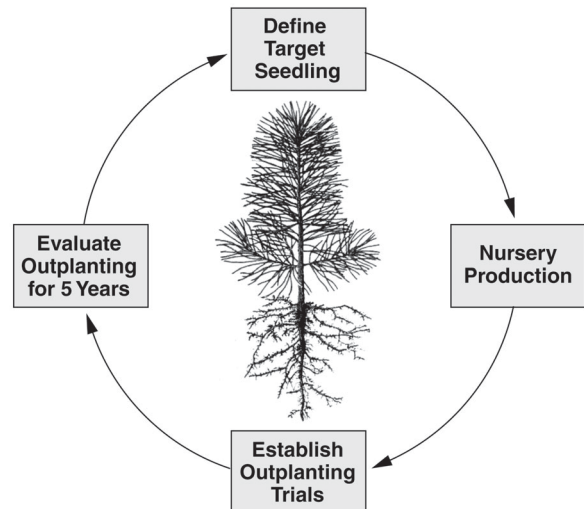 Define
Target
Seedling
Nursery
Production
Establish
Outplanting
Trials
Evaluate
Outplanting
for 5 Years